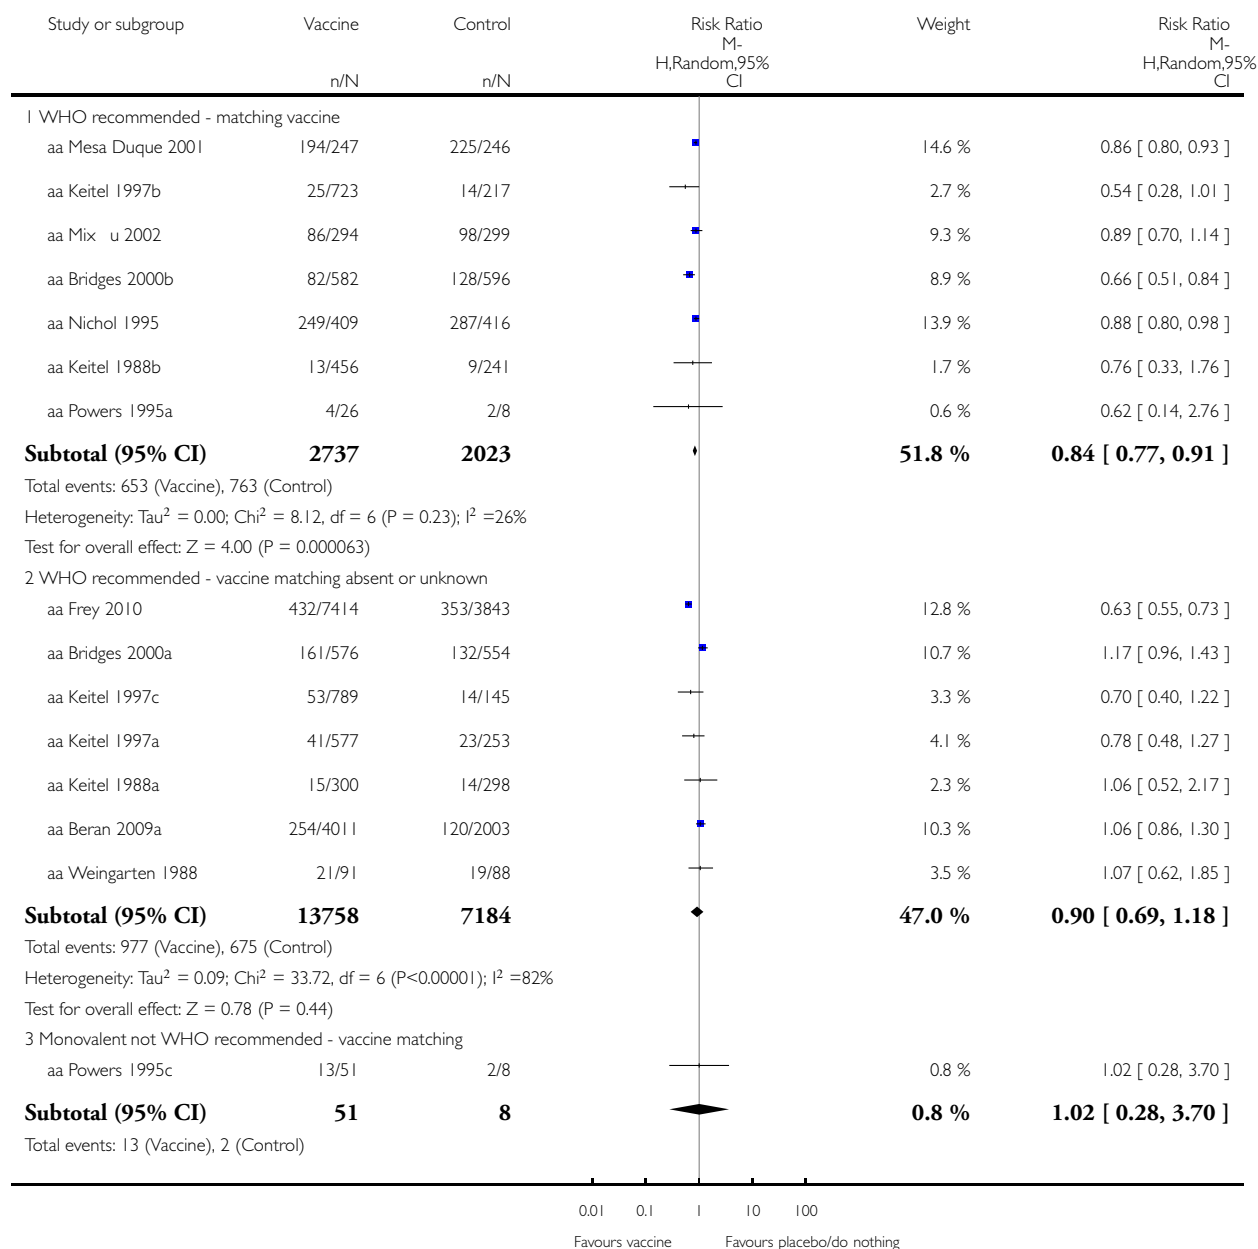 Study or subgroup Vaccine Control Risk Ratio Weight Risk Ratio
M- M-
H,Random,95% H,Random,95%
n/N n/N CI CI
1 WHO recommended - matching vaccine
aa Mesa Duque 2001 194/247 225/246 14.6 % 0.86 [ 0.80, 0.93 ]
aa Keitel 1997b 25/723 14/217 2.7 % 0.54 [ 0.28, 1.01 ]
aa Mix u 2002 86/294 98/299 9.3 % 0.89 [ 0.70, 1.14 ]
aa Bridges 2000b 82/582 128/596 8.9 % 0.66 [ 0.51, 0.84 ]
aa Nichol 1995 249/409 287/416 13.9 % 0.88 [ 0.80, 0.98 ]
aa Keitel 1988b 13/456 9/241 1.7 % 0.76 [ 0.33, 1.76 ]
aa Powers 1995a 4/26 2/8 0.6 % 0.62 [ 0.14, 2.76 ]
Subtotal (95% CI) 2737 2023 51.8 % 0.84 [ 0.77, 0.91 ]
Total events: 653 (Vaccine), 763 (Control)
Heterogeneity: Tau² = 0.00; Chi² = 8.12, df = 6 (P = 0.23); I² =26%
Test for overall effect: Z = 4.00 (P = 0.000063)
2 WHO recommended - vaccine matching absent or unknown
aa Frey 2010 432/7414 353/3843 12.8 % 0.63 [ 0.55, 0.73 ]
aa Bridges 2000a 161/576 132/554 10.7 % 1.17 [ 0.96, 1.43 ]
aa Keitel 1997c 53/789 14/145 3.3 % 0.70 [ 0.40, 1.22 ]
aa Keitel 1997a 41/577 23/253 4.1 % 0.78 [ 0.48, 1.27 ]
aa Keitel 1988a 15/300 14/298 2.3 % 1.06 [ 0.52, 2.17 ]
aa Beran 2009a 254/4011 120/2003 10.3 % 1.06 [ 0.86, 1.30 ]
aa Weingarten 1988 21/91 19/88 3.5 % 1.07 [ 0.62, 1.85 ]
Subtotal (95% CI) 13758 7184 47.0 % 0.90 [ 0.69, 1.18 ]
Total events: 977 (Vaccine), 675 (Control)
Heterogeneity: Tau² = 0.09; Chi² = 33.72, df = 6 (P<0.00001); I² =82%
Test for overall effect: Z = 0.78 (P = 0.44)
3 Monovalent not WHO recommended - vaccine matching
aa Powers 1995c 13/51 2/8 0.8 % 1.02 [ 0.28, 3.70 ]
Subtotal (95% CI) 51 8 0.8 % 1.02 [ 0.28, 3.70 ]
Total events: 13 (Vaccine), 2 (Control)
0.01 0.1 1 10 100
Favours vaccine Favours placebo/do nothing